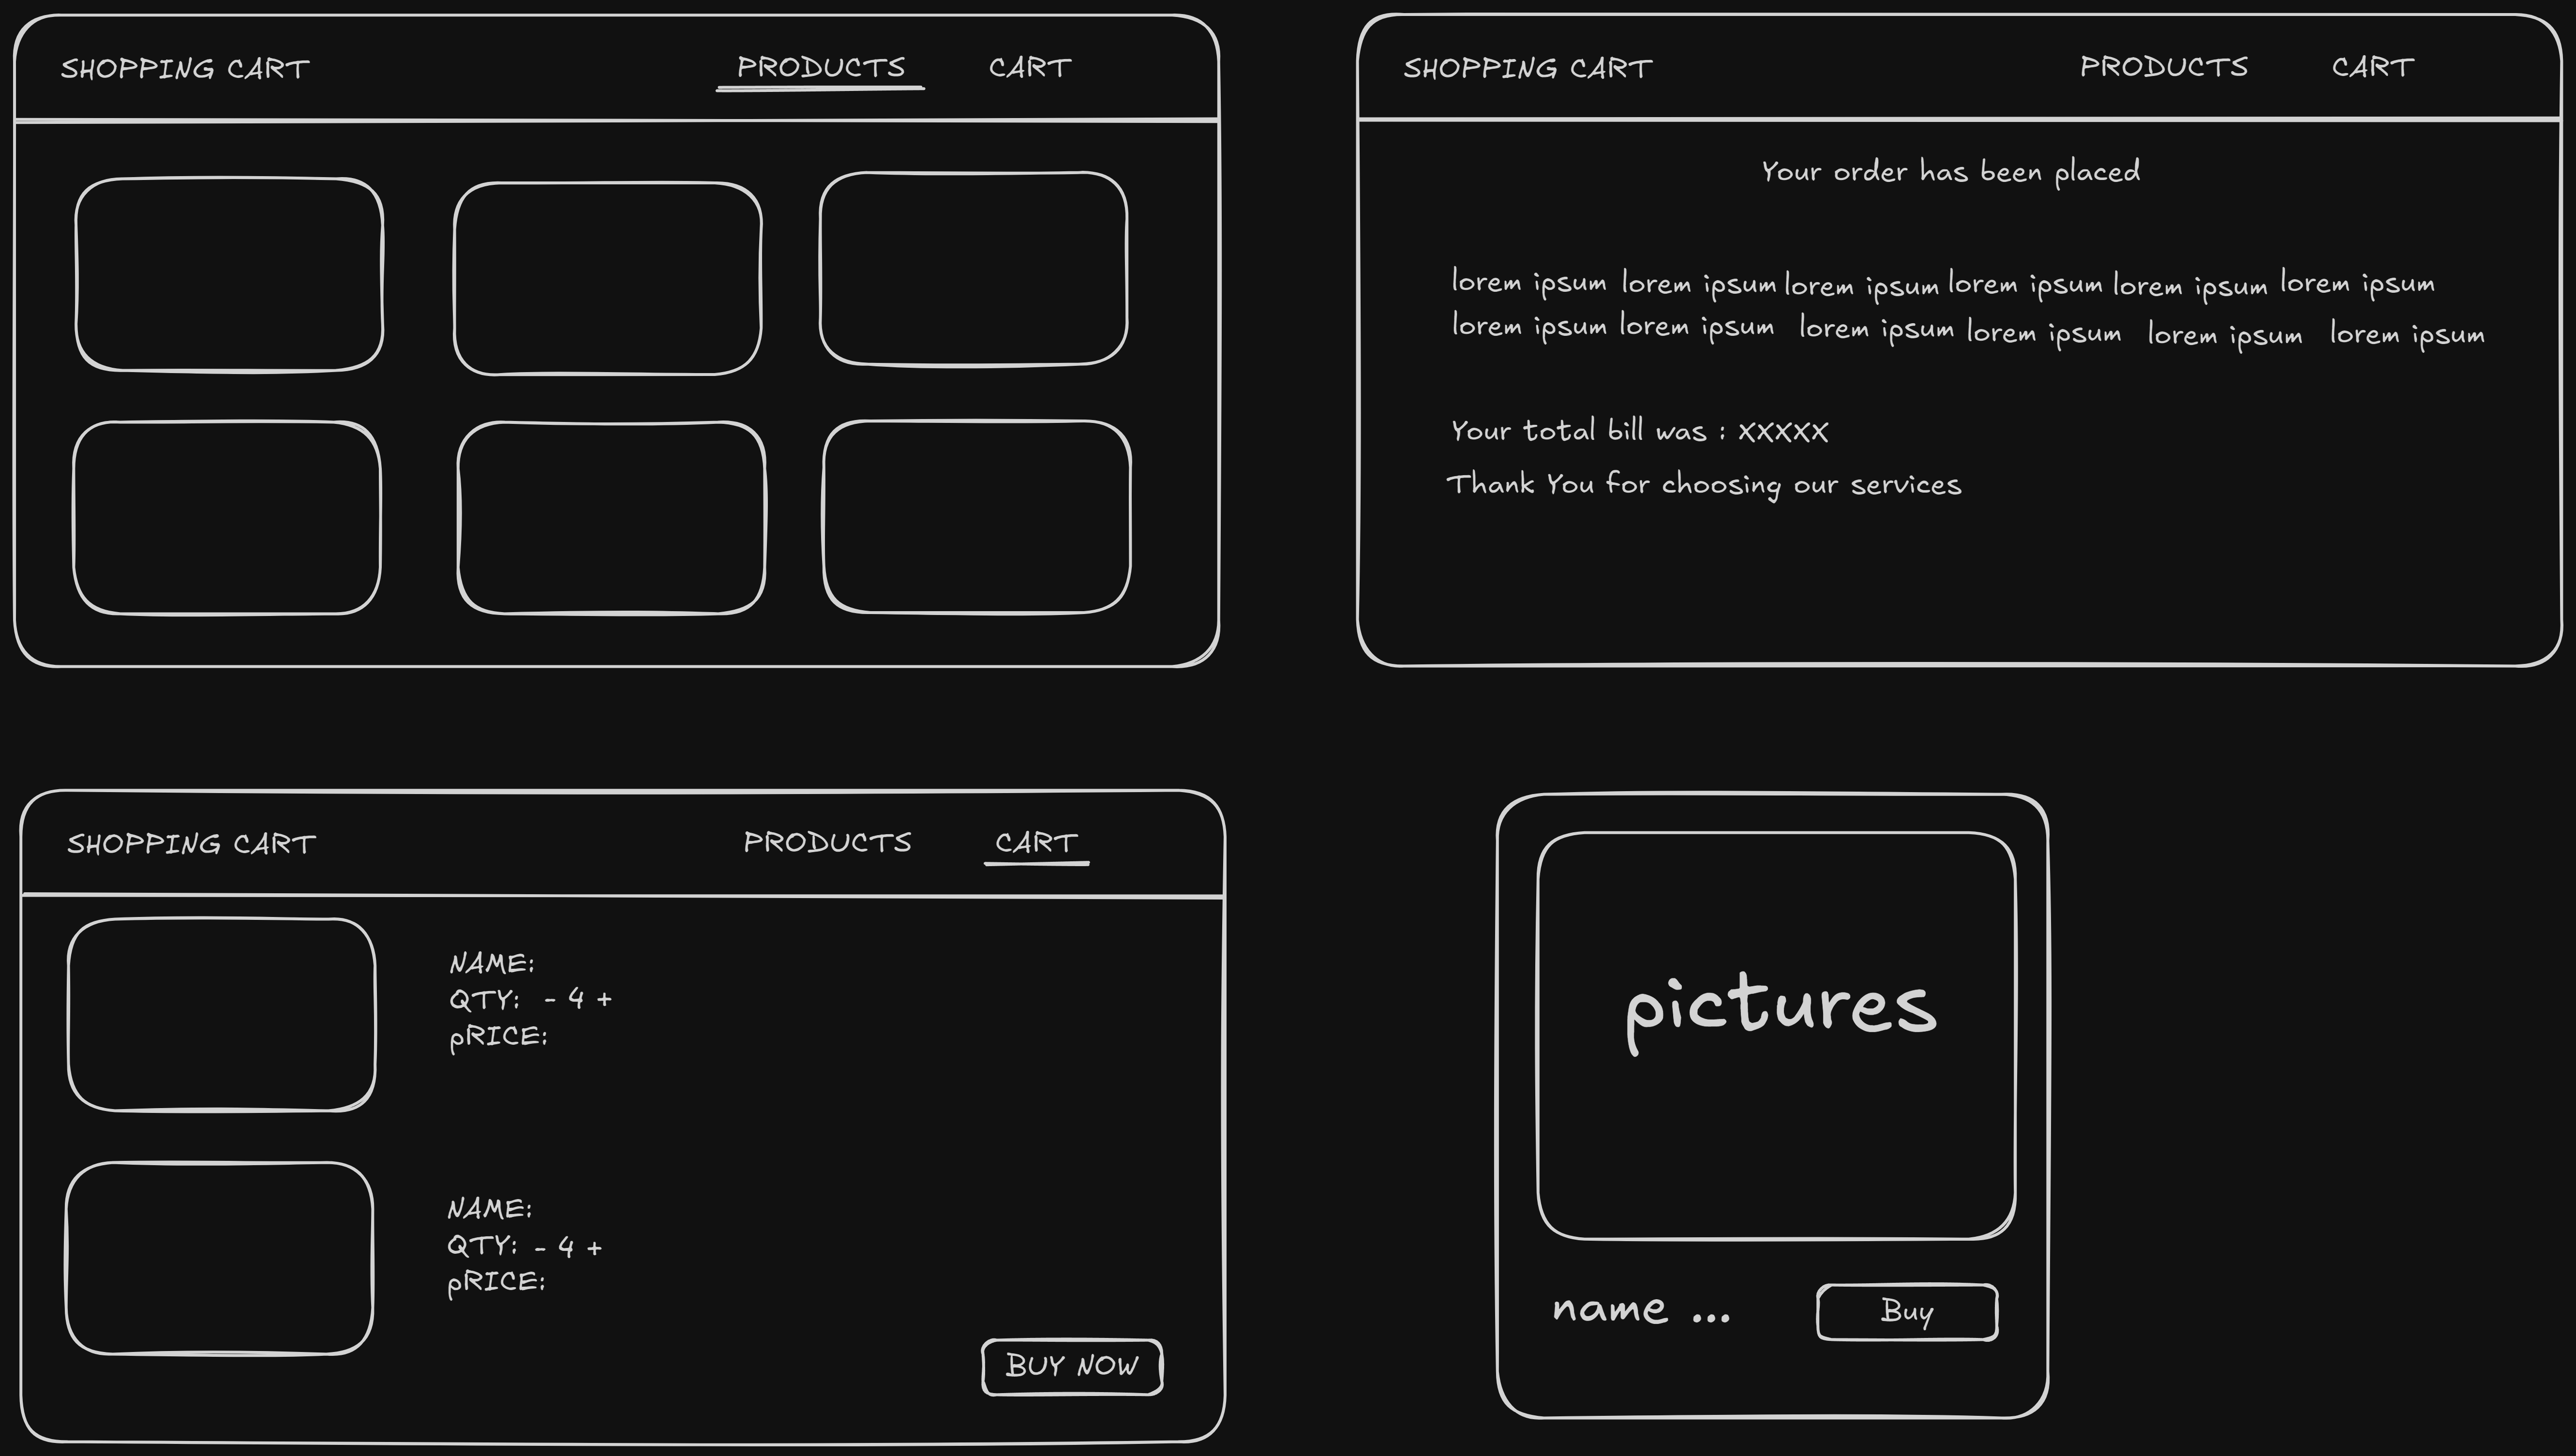 SHOPPING CART PRODUCTS CART
SHOPPING CART PRODUCTS CART
Your order has been placed
lorem ipsum lorem ipsum lorem ipsum lorem ipsum lorem ipsum lorem ipsum
lorem ipsum lorem ipsum lorem ipsum lorem ipsum lorem ipsum lorem ipsum
Your total bill was : XXXXX
Thank You for choosing our services
SHOPPING CART PRODUCTS CART
NAME:
QTY: - 4 +
pRICE:
NAME:
QTY: - 4 +
pRICE:
BUY NOW
pictures
name ... Buy